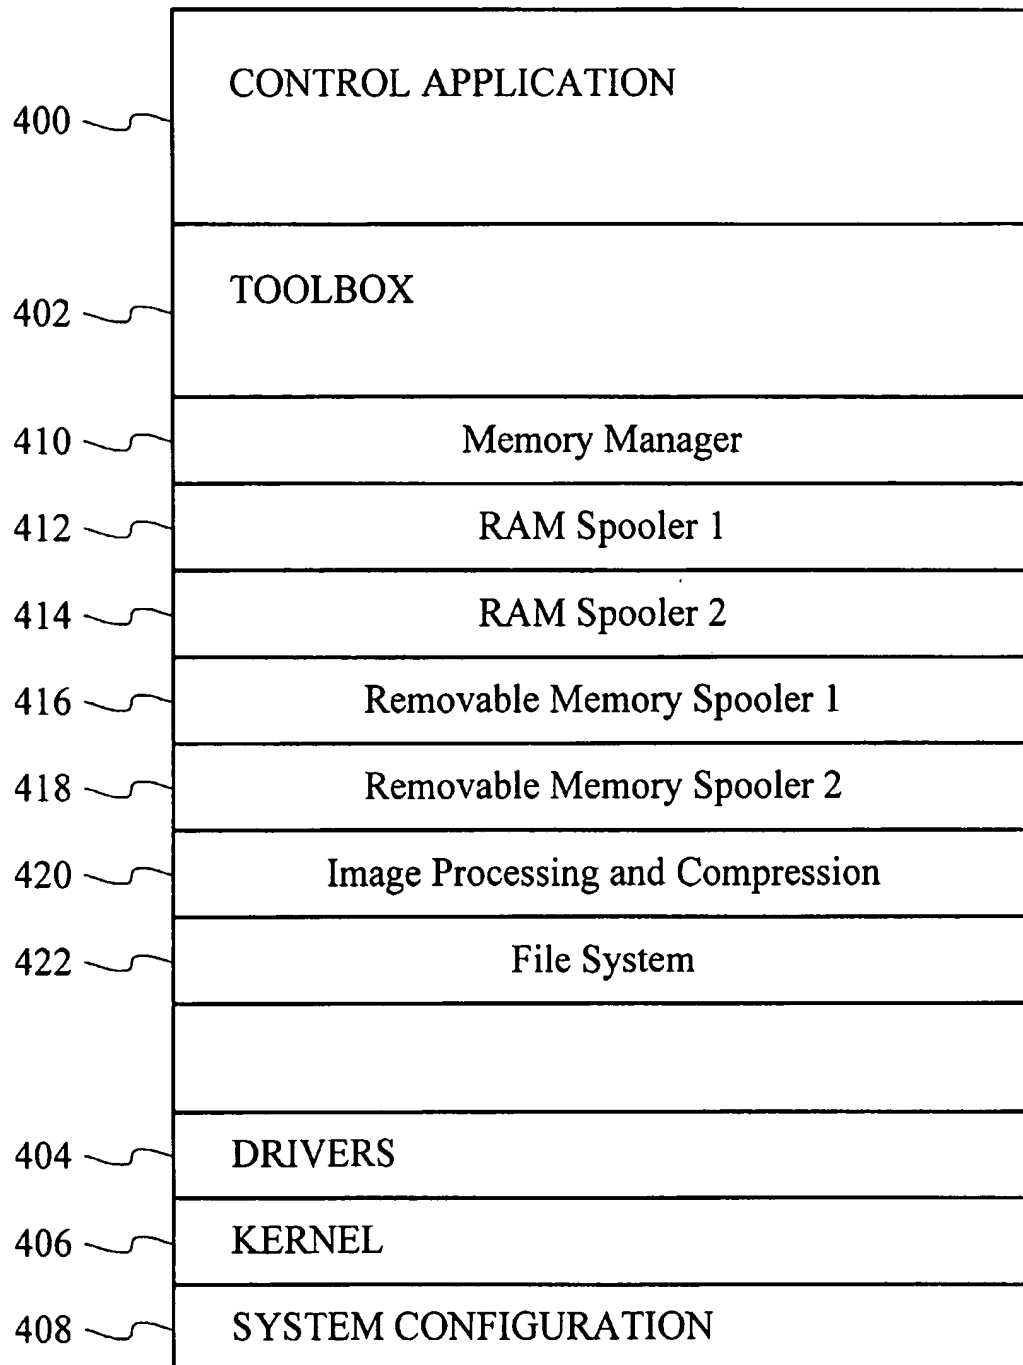 CONTROL APPLICATION
400
TOOLBOX
402
410 Memory Manager
412 RAM Spooler 1
414 RAM Spooler 2
416 Removable Memory Spooler 1
418 Removable Memory Spooler 2
420 Image Processing and Compression
422 File System
404 DRIVERS
406 KERNEL
408 SYSTEM CONFIGURATION